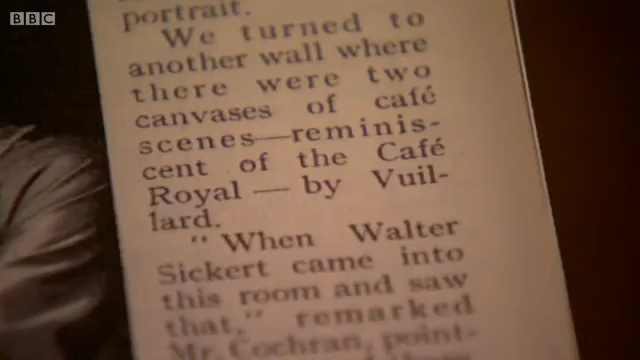 BBC
portrait.
We turned to
another wall where
there were two
canvases of café
scenes—reminis-
cent of the Café
Royal — by Vuil-
lard.
“ When Walter
Sickert came into
this room and saw
that,” remarked
Mr. Cochran, point-